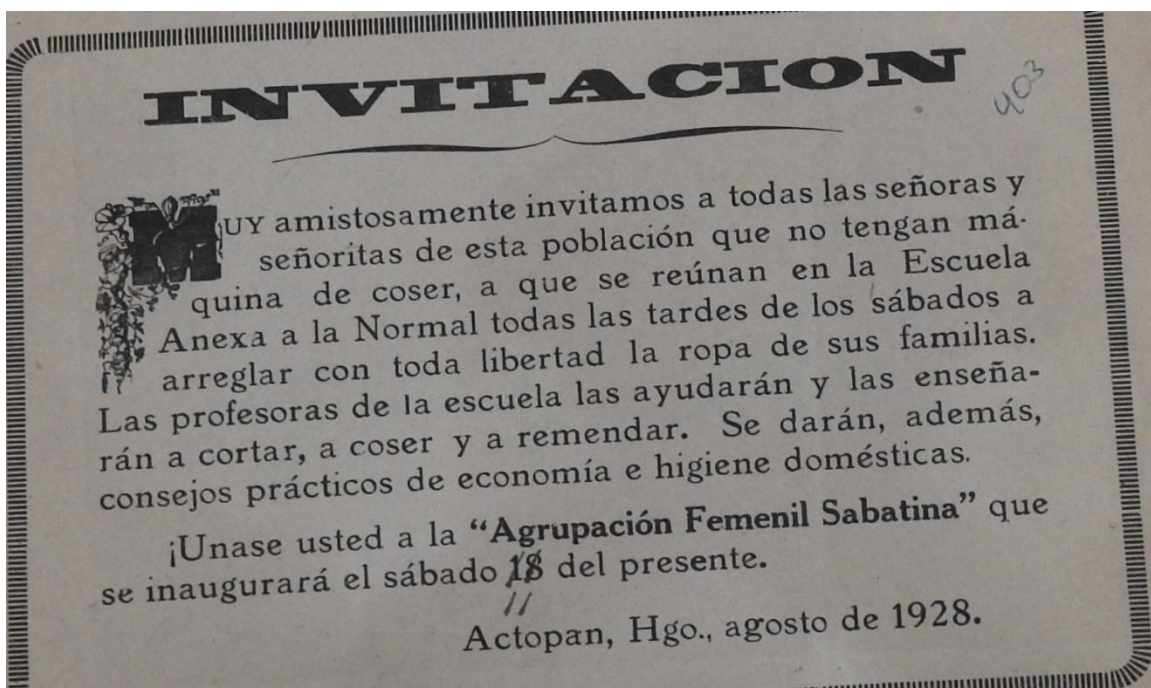 INVITACION
403
MUY amistosamente invitamos a todas las señoras y
señoritas de esta población que no tengan má-
quina de coser, a que se reúnan en la Escuela
Anexa a la Normal todas las tardes de los sábados a
arreglar con toda libertad la ropa de sus familias.
Las profesoras de la escuela las ayudarán y las enseña-
rán a cortar, a coser y a remendar. Se darán, además,
consejos prácticos de economía e higiene domésticas.
¡Unase usted a la “Agrupación Femenil Sabatina” que
se inaugurará el sábado 18 del presente.
11
Actopan, Hgo., agosto de 1928.